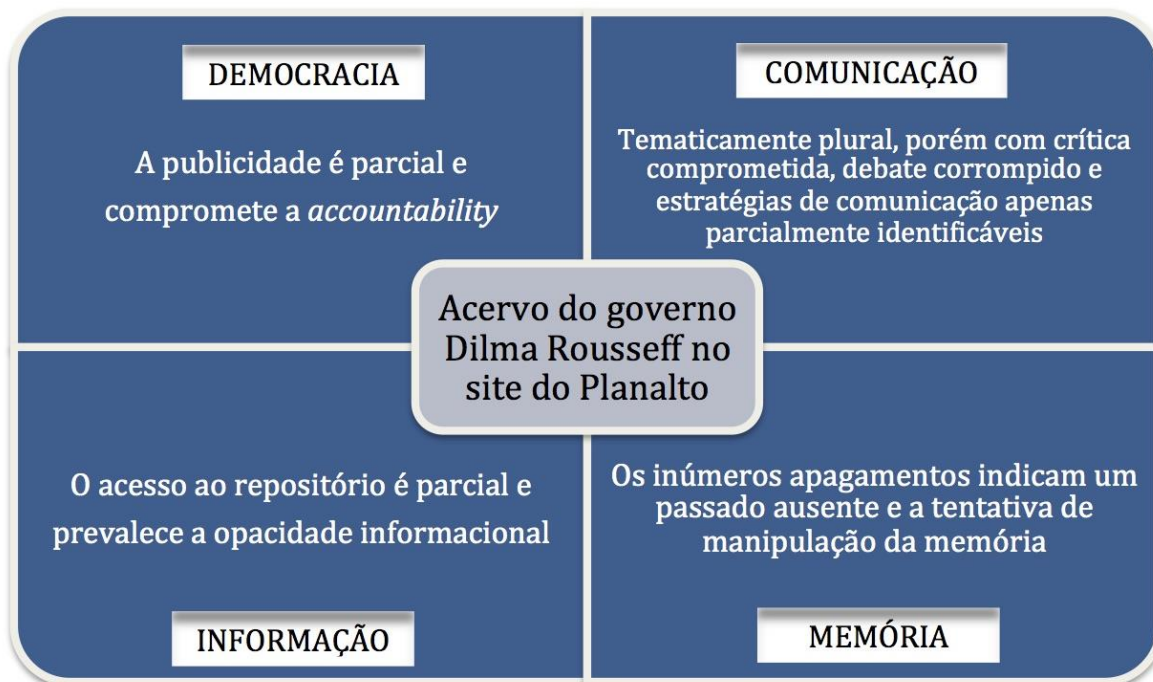 DEMOCRACIA
A publicidade é parcial e
compromete a accountability
COMUNICAÇÃO
Tematicamente plural, porém com crítica
comprometida, debate corrompido e
estratégias de comunicação apenas
parcialmente identificáveis
Acervo do governo
Dilma Rousseff no
site do Planalto
O acesso ao repositório é parcial e
prevalece a opacidade informacional
INFORMAÇÃO
Os inúmeros apagamentos indicam um
passado ausente e a tentativa de
manipulação da memória
MEMÓRIA